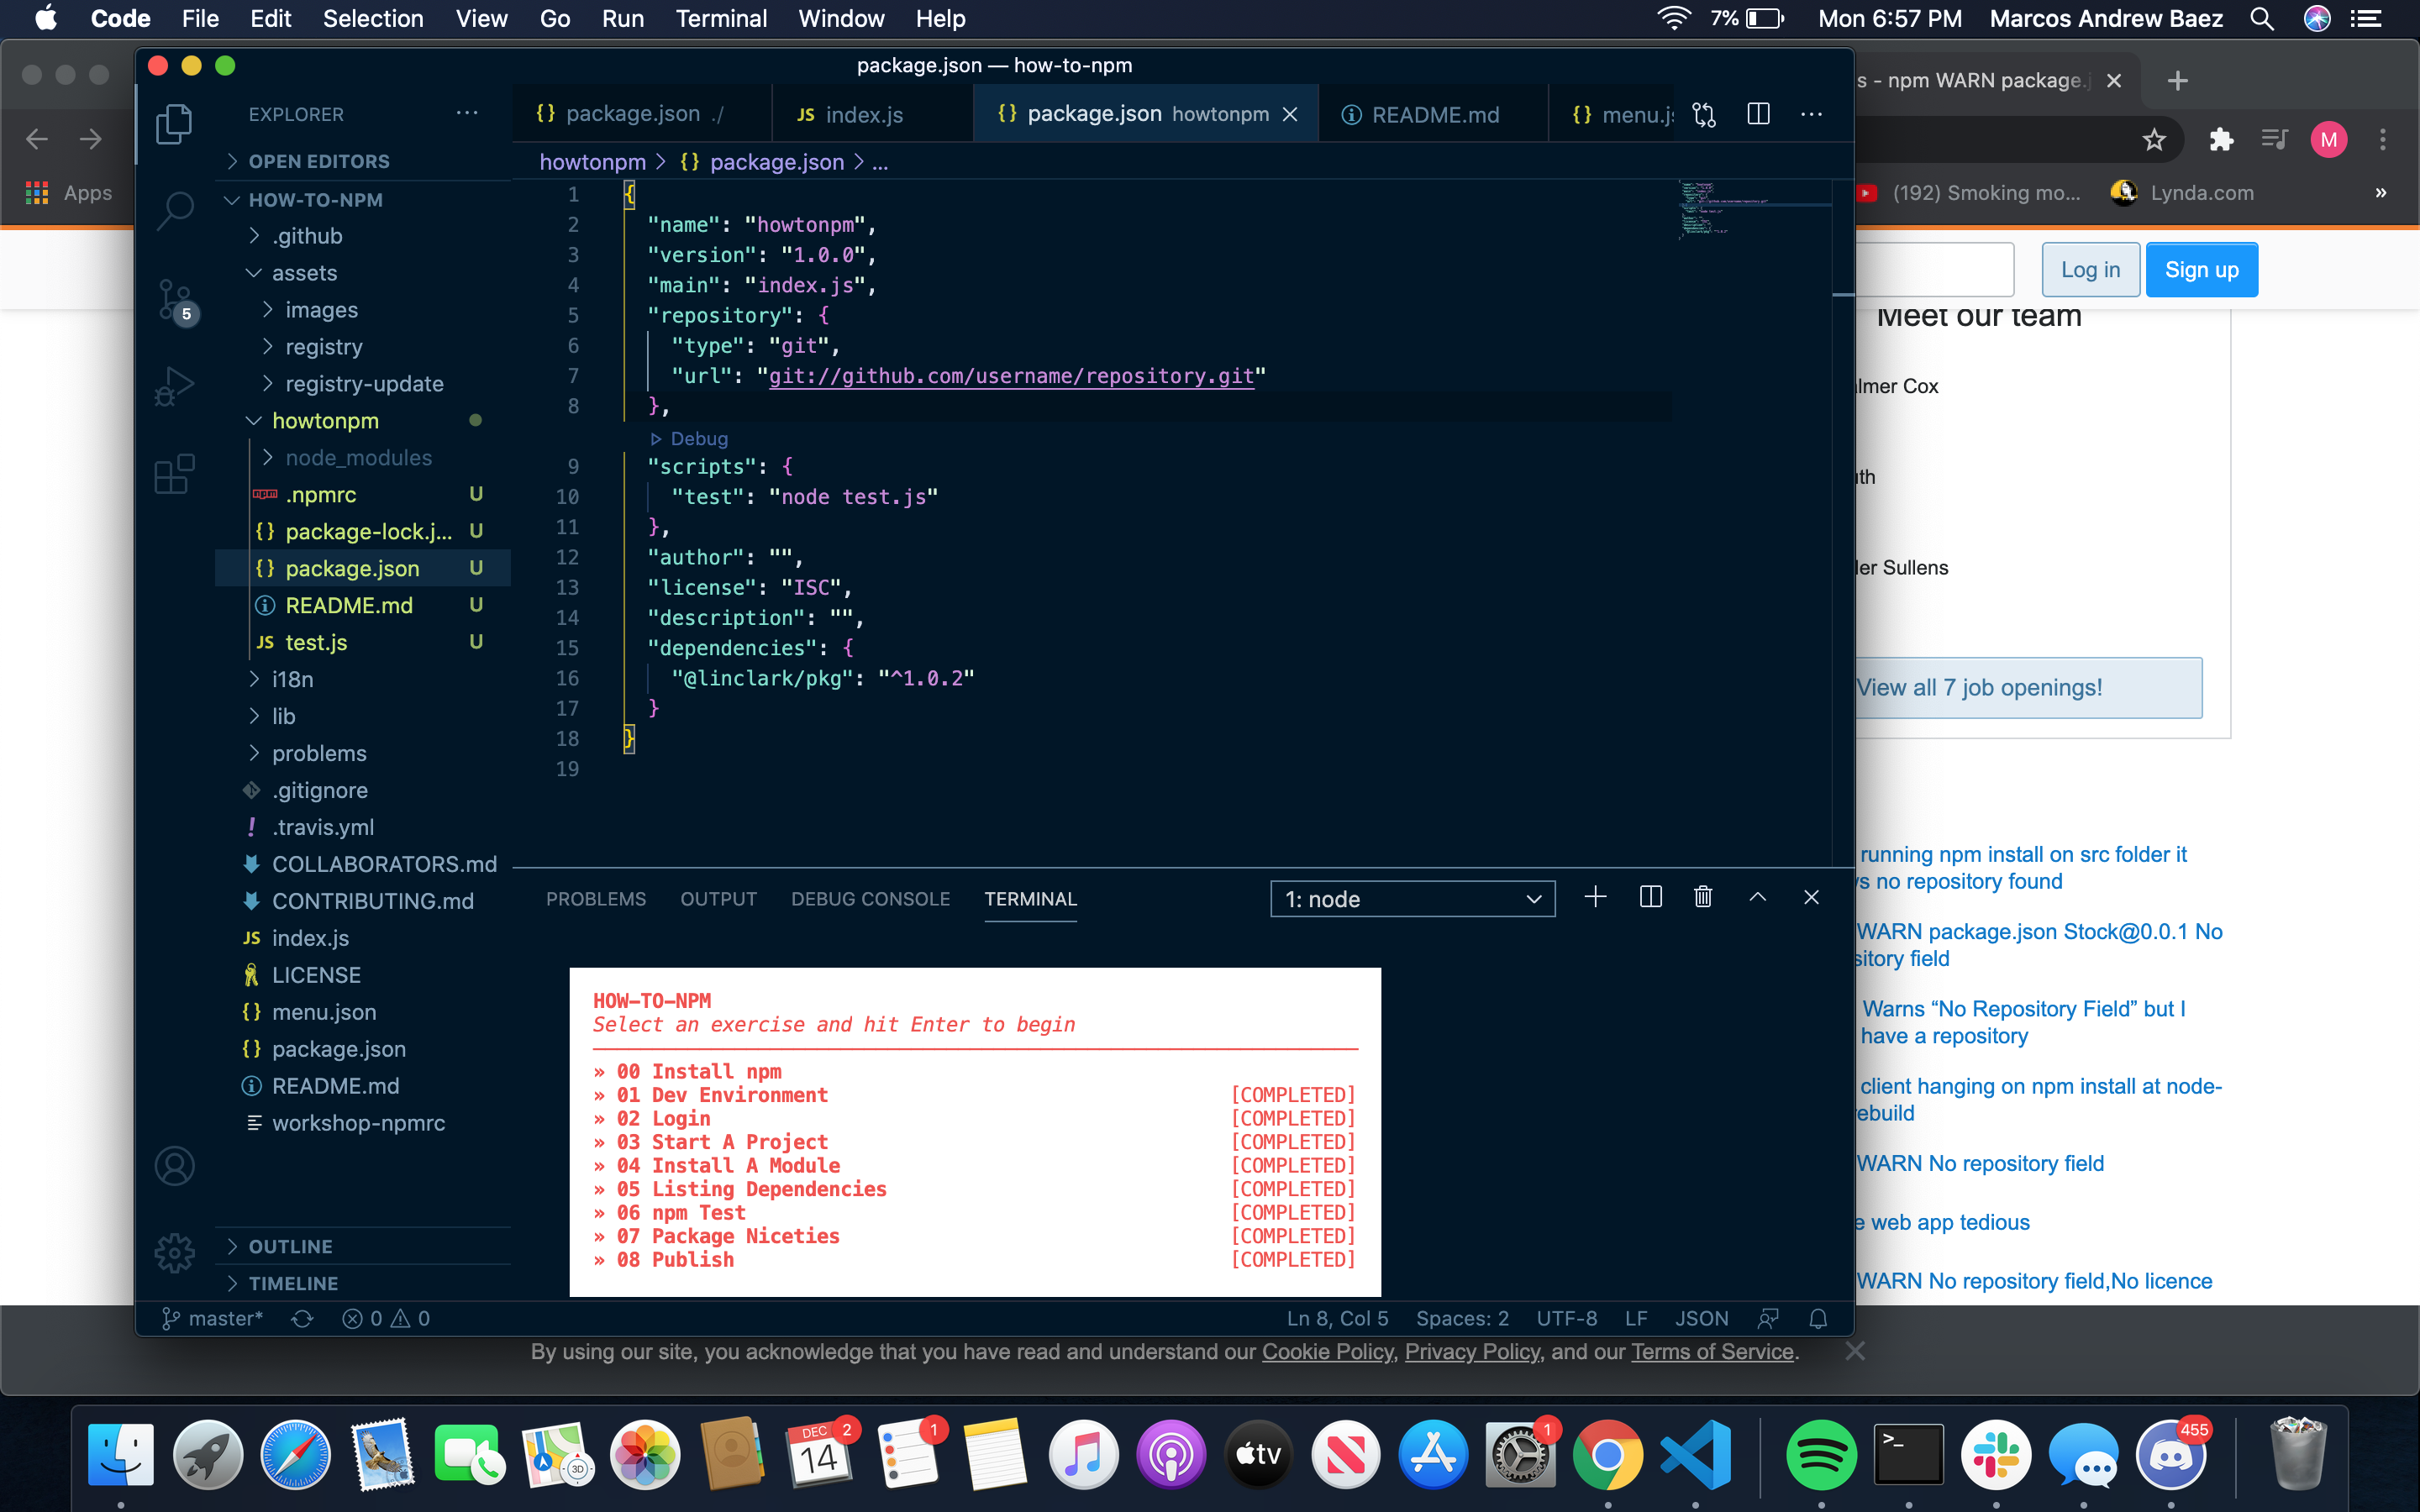 Code File Edit Selection View Go Run Terminal Window Help
7% Mon 6:57 PM Marcos Andrew Baez
package.json — how-to-npm
s - npm WARN package.j
EXPLORER
package.json ./
JS index.js
package.json howtonpm
README.md
menu.js
M
OPEN EDITORS
HOW-TO-NPM
.github
assets
images
registry
registry-update
howtonpm
node_modules
.npmrc U
package-lock.j... U
package.json U
README.md U
JS test.js U
i18n
lib
problems
.gitignore
.travis.yml
COLLABORATORS.md
CONTRIBUTING.md
JS index.js
LICENSE
menu.json
package.json
README.md
workshop-npmrc
OUTLINE
TIMELINE
5
Apps
howtonpm > {} package.json > ...
1 {
2 "name": "howtonpm",
3 "version": "1.0.0",
4 "main": "index.js",
5 "repository": {
6 "type": "git",
7 "url": "git://github.com/username/repository.git"
8 },
Debug
9 "scripts": {
10 "test": "node test.js"
11 },
12 "author": "",
13 "license": "ISC",
14 "description": "",
15 "dependencies": {
16 "@linclark/pkg": "^1.0.2"
17 }
18 }
19
PROBLEMS OUTPUT DEBUG CONSOLE TERMINAL
1: node
HOW-TO-NPM
Select an exercise and hit Enter to begin
» 00 Install npm
» 01 Dev Environment [COMPLETED]
» 02 Login [COMPLETED]
» 03 Start A Project [COMPLETED]
» 04 Install A Module [COMPLETED]
» 05 Listing Dependencies [COMPLETED]
» 06 npm Test [COMPLETED]
» 07 Package Niceties [COMPLETED]
» 08 Publish [COMPLETED]
master* 0 0
Ln 8, Col 5 Spaces: 2 UTF-8 LF JSON
(192) Smoking mo...
Lynda.com
»
Log in
Sign up
Meet our team
lmer Cox
th
ler Sullens
View all 7 job openings!
running npm install on src folder it
s no repository found
WARN package.json Stock@0.0.1 No
sitory field
Warns “No Repository Field” but I
have a repository
client hanging on npm install at node-
rebuild
WARN No repository field
e web app tedious
WARN No repository field,No licence
By using our site, you acknowledge that you have read and understand our Cookie Policy, Privacy Policy, and our Terms of Service.
DEC
14
2
1
3D
tv
1
>_
455